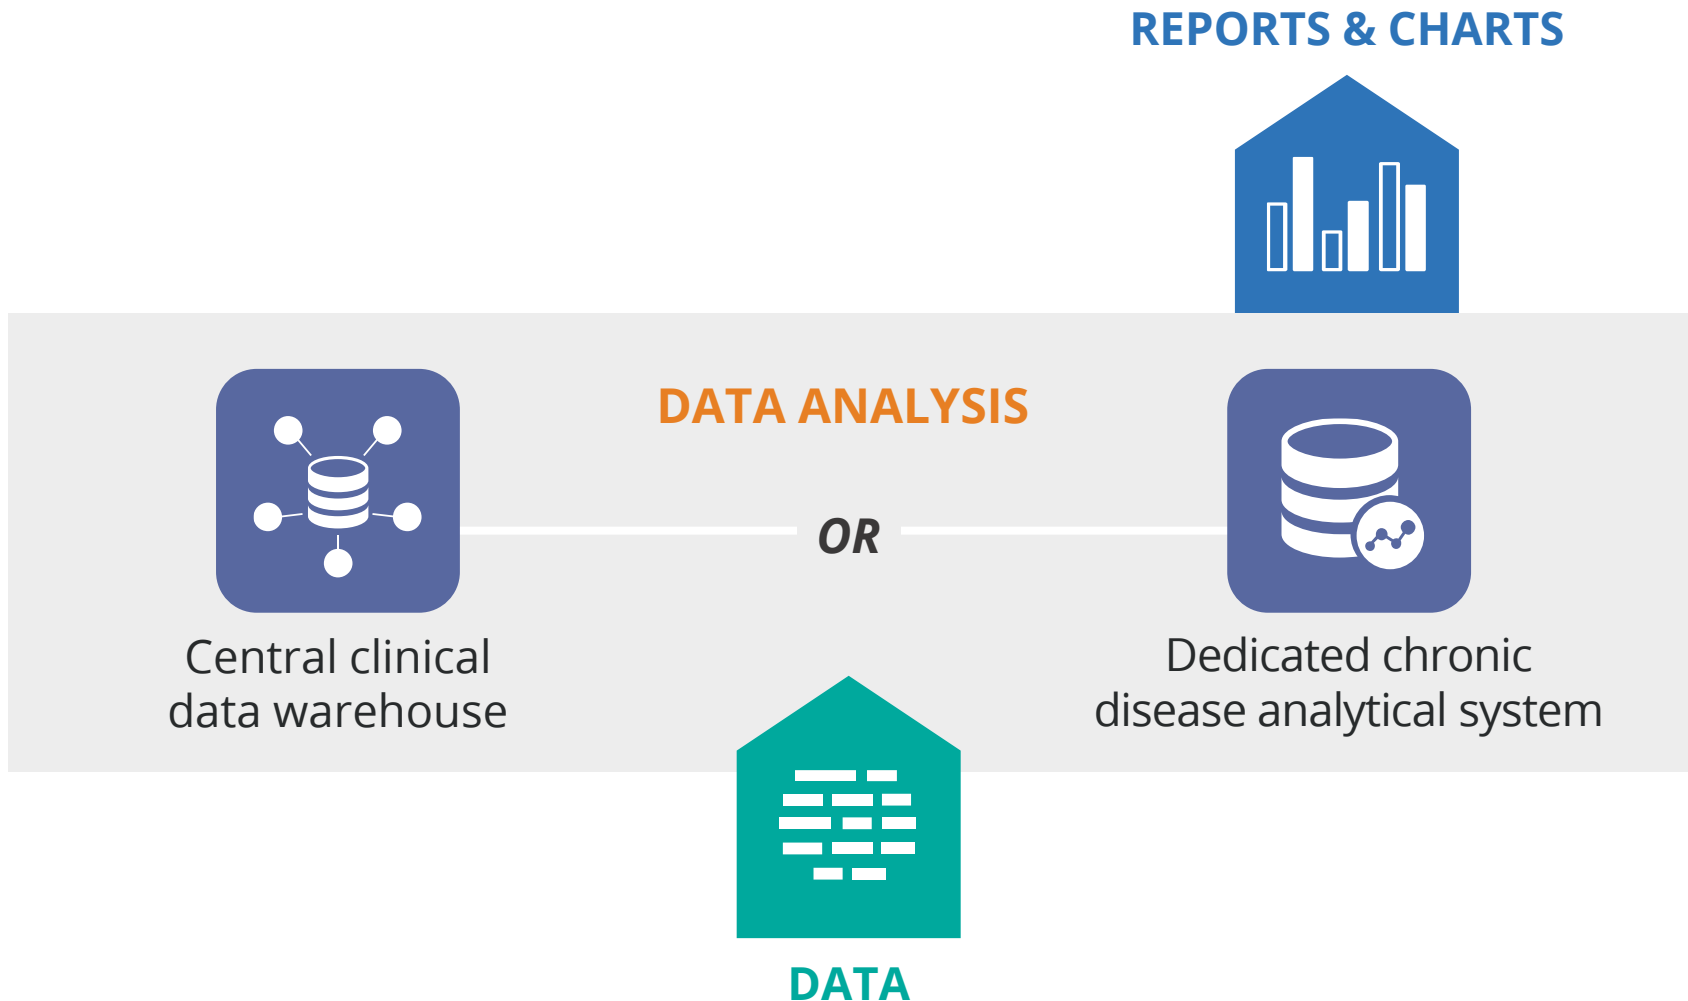 REPORTS & CHARTS
DATA ANALYSIS
OR
Central clinical
data warehouse
Dedicated chronic
disease analytical system
DATA